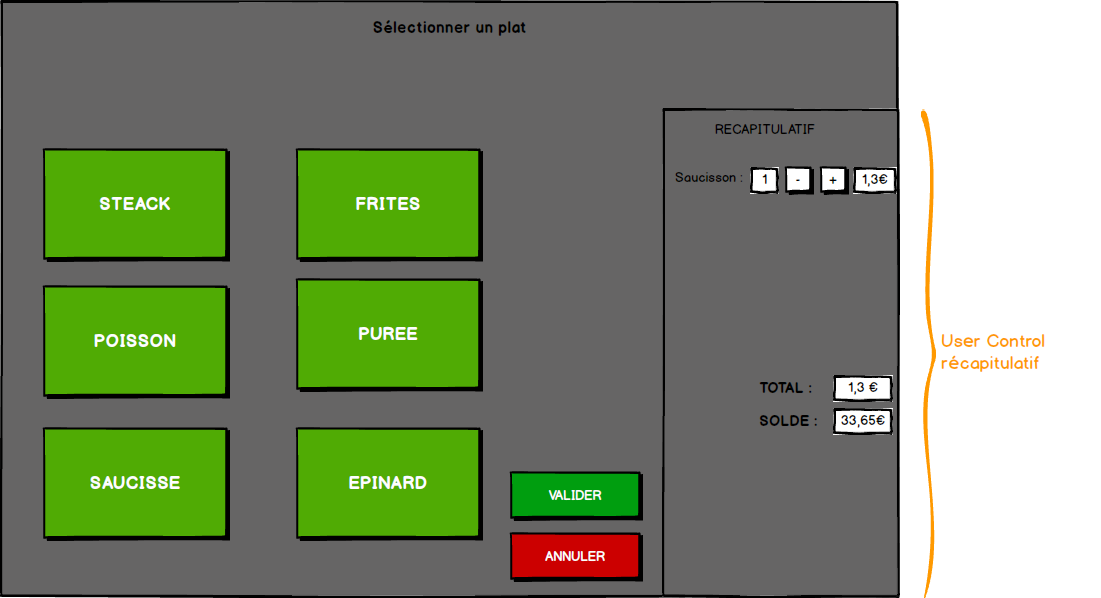 Sélectionner un plat
RECAPITULATIF
Saucisson : 1 - + 1,3€
STEACK FRITES
POISSON PUREE
SAUCISSE EPINARD
TOTAL : 1,3 €
SOLDE : 33,65€
VALIDER
ANNULER
User Control
récapitulatif